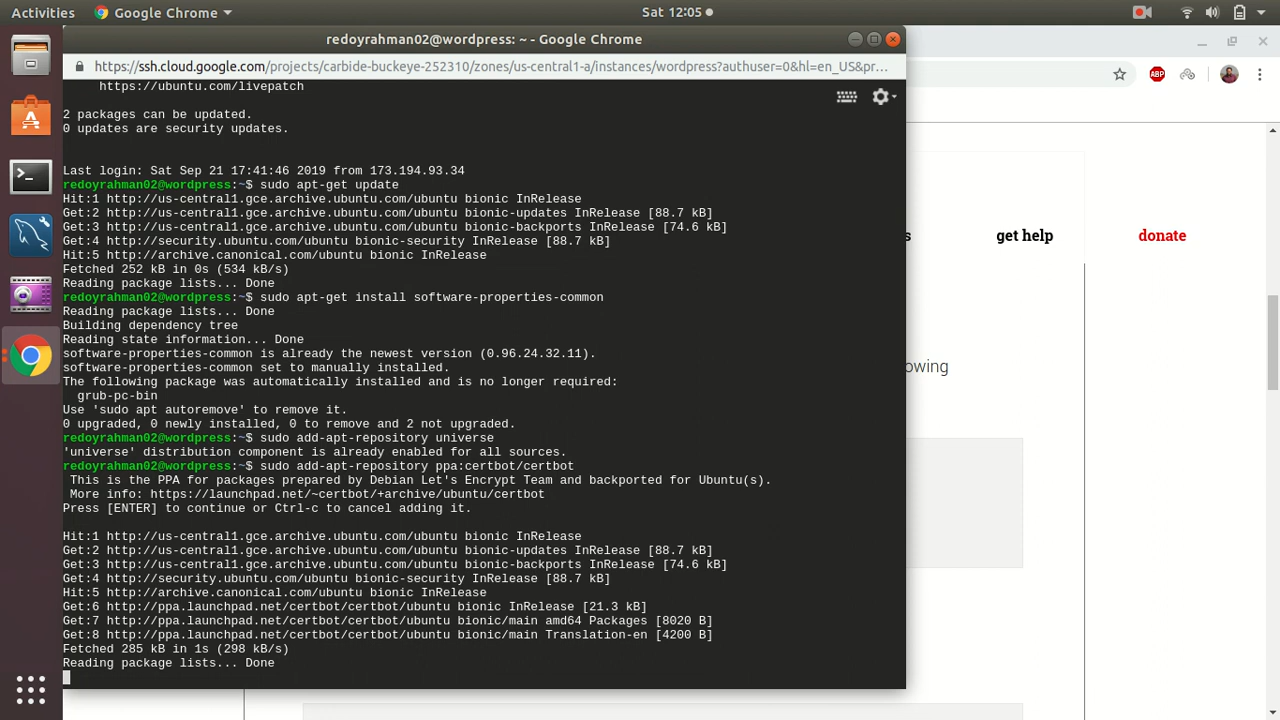 Activities
Google Chrome
Sat 12:05
redoyrahman02@wordpress: ~ - Google Chrome
https://ssh.cloud.google.com/projects/carbide-buckeye-252310/zones/us-central1-a/instances/wordpress?authuser=0&hl=en_US&pr...
https://ubuntu.com/livepatch
2 packages can be updated.
0 updates are security updates.
Last login: Sat Sep 21 17:41:46 2019 from 173.194.93.34
redoyrahman02@wordpress:~$ sudo apt-get update
Hit:1 http://us-central1.gce.archive.ubuntu.com/ubuntu bionic InRelease
Get:2 http://us-central1.gce.archive.ubuntu.com/ubuntu bionic-updates InRelease [88.7 kB]
Get:3 http://us-central1.gce.archive.ubuntu.com/ubuntu bionic-backports InRelease [74.6 kB]
Get:4 http://security.ubuntu.com/ubuntu bionic-security InRelease [88.7 kB]
Hit:5 http://archive.canonical.com/ubuntu bionic InRelease
Fetched 252 kB in 0s (534 kB/s)
Reading package lists... Done
redoyrahman02@wordpress:~$ sudo apt-get install software-properties-common
Reading package lists... Done
Building dependency tree
Reading state information... Done
software-properties-common is already the newest version (0.96.24.32.11).
software-properties-common set to manually installed.
The following package was automatically installed and is no longer required:
grub-pc-bin
Use 'sudo apt autoremove' to remove it.
0 upgraded, 0 newly installed, 0 to remove and 2 not upgraded.
redoyrahman02@wordpress:~$ sudo add-apt-repository universe
'universe' distribution component is already enabled for all sources.
redoyrahman02@wordpress:~$ sudo add-apt-repository ppa:certbot/certbot
This is the PPA for packages prepared by Debian Let's Encrypt Team and backported for Ubuntu(s).
More info: https://launchpad.net/~certbot/+archive/ubuntu/certbot
Press [ENTER] to continue or Ctrl-c to cancel adding it.
Hit:1 http://us-central1.gce.archive.ubuntu.com/ubuntu bionic InRelease
Get:2 http://us-central1.gce.archive.ubuntu.com/ubuntu bionic-updates InRelease [88.7 kB]
Get:3 http://us-central1.gce.archive.ubuntu.com/ubuntu bionic-backports InRelease [74.6 kB]
Get:4 http://security.ubuntu.com/ubuntu bionic-security InRelease [88.7 kB]
Hit:5 http://archive.canonical.com/ubuntu bionic InRelease
Get:6 http://ppa.launchpad.net/certbot/certbot/ubuntu bionic InRelease [21.3 kB]
Get:7 http://ppa.launchpad.net/certbot/certbot/ubuntu bionic/main amd64 Packages [8020 B]
Get:8 http://ppa.launchpad.net/certbot/certbot/ubuntu bionic/main Translation-en [4200 B]
Fetched 285 kB in 1s (298 kB/s)
Reading package lists... Done
ABP
s
get help
donate
owing